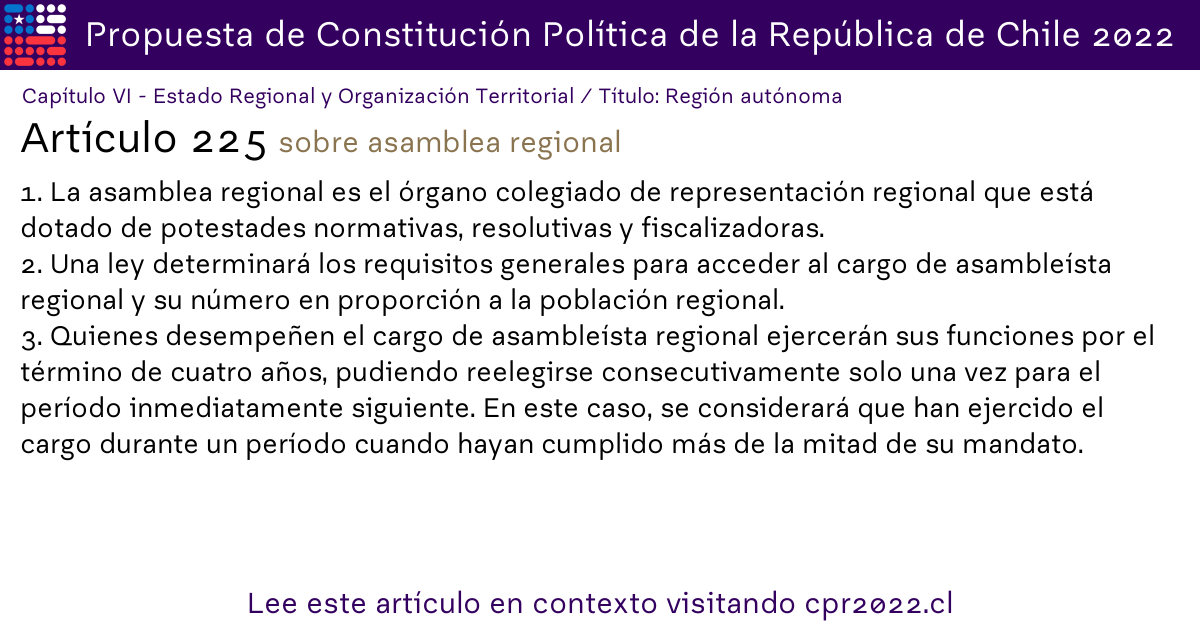 Propuesta de Constitución Política de la República de Chile 2022
Capítulo VI - Estado Regional y Organización Territorial / Título: Región autónoma
Artículo 225 sobre asamblea regional
1. La asamblea regional es el órgano colegiado de representación regional que está
dotado de potestades normativas, resolutivas y fiscalizadoras.
2. Una ley determinará los requisitos generales para acceder al cargo de asambleísta
regional y su número en proporción a la población regional.
3. Quienes desempeñen el cargo de asambleísta regional ejercerán sus funciones por el
término de cuatro años, pudiendo reelegirse consecutivamente solo una vez para el
período inmediatamente siguiente. En este caso, se considerará que han ejercido el
cargo durante un período cuando hayan cumplido más de la mitad de su mandato.
Lee este artículo en contexto visitando cpr2022.cl